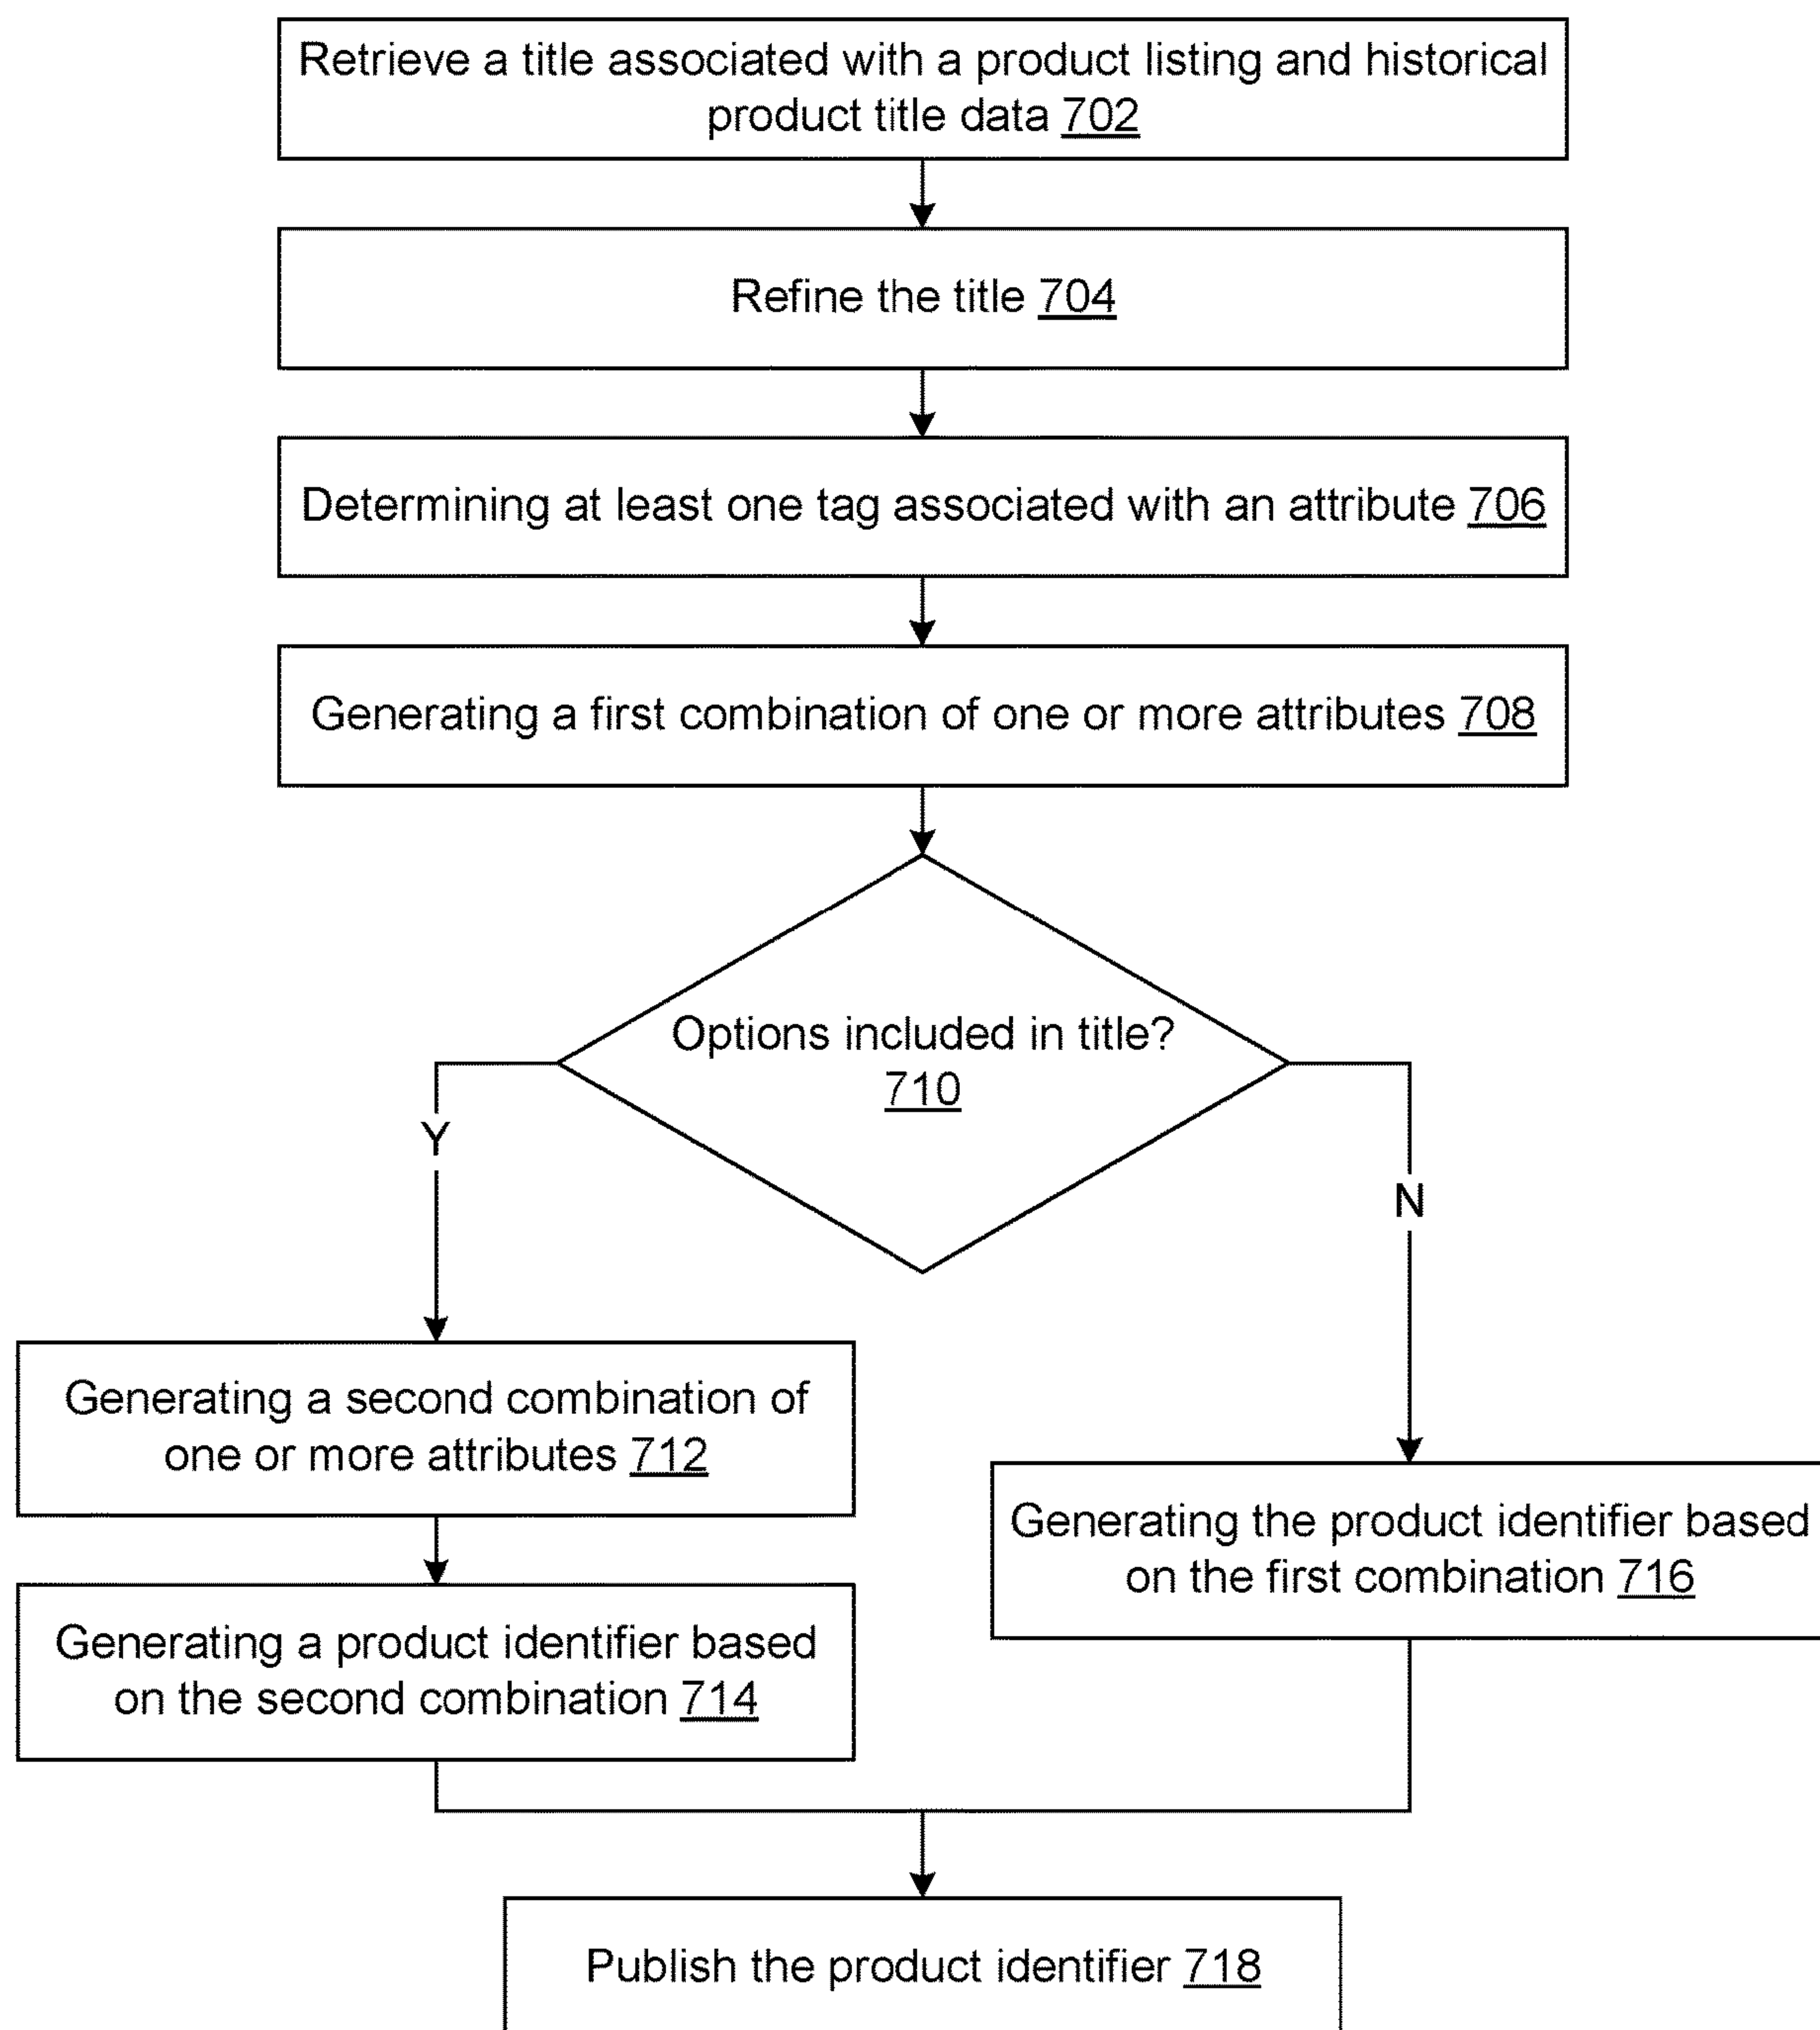 Retrieve a title associated with a product listing and historical
product title data 702
Refine the title 704
Determining at least one tag associated with an attribute 706
Generating a first combination of one or more attributes 708
Options included in title?
710
Y
N
Generating a second combination of
one or more attributes 712
Generating the product identifier based
on the first combination 716
Generating a product identifier based
on the second combination 714
Publish the product identifier 718